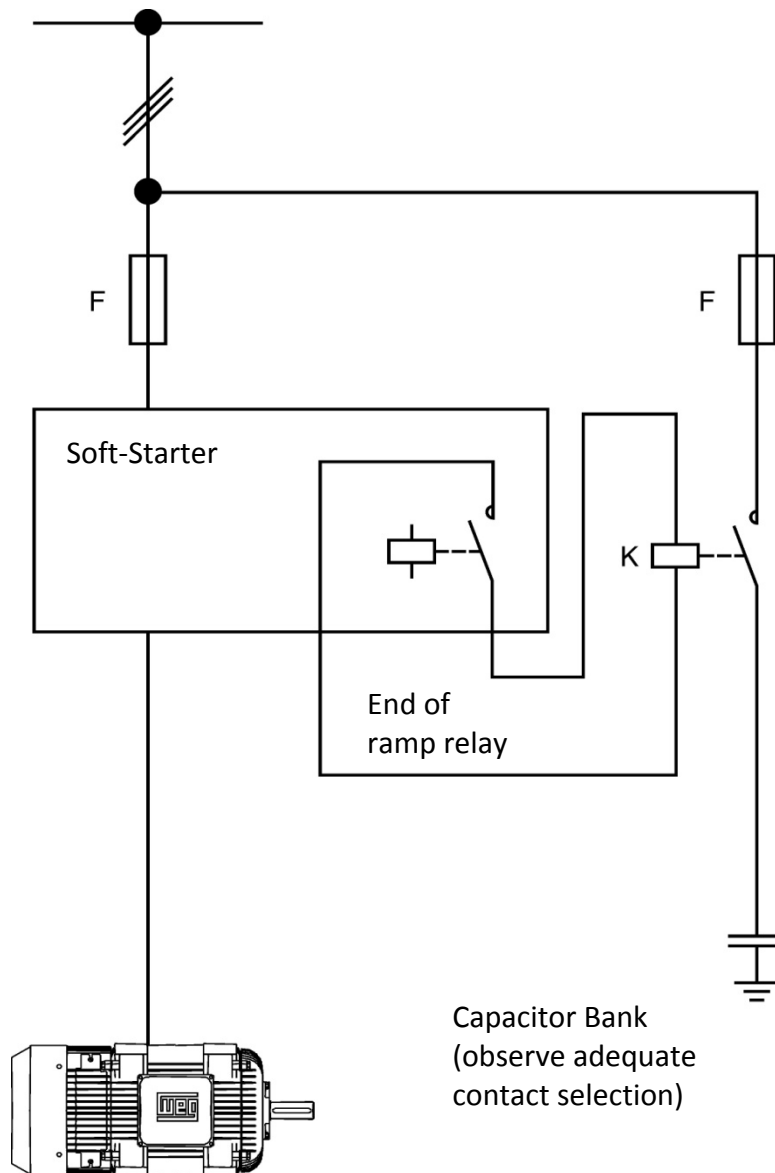 F
F
Soft-Starter
K
End of
ramp relay
Capacitor Bank
(observe adequate
contact selection)
WEG